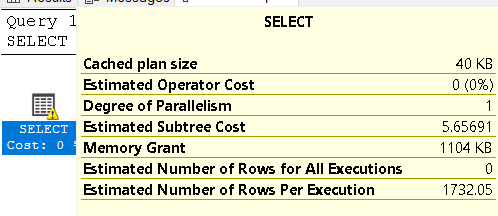 Results
Messages
Query 1
SELECT
SELECT
Cost: 0 %
SELECT
Cached plan size 40 KB
Estimated Operator Cost 0 (0%)
Degree of Parallelism 1
Estimated Subtree Cost 5.65691
Memory Grant 1104 KB
Estimated Number of Rows for All Executions 0
Estimated Number of Rows Per Execution 1732.05